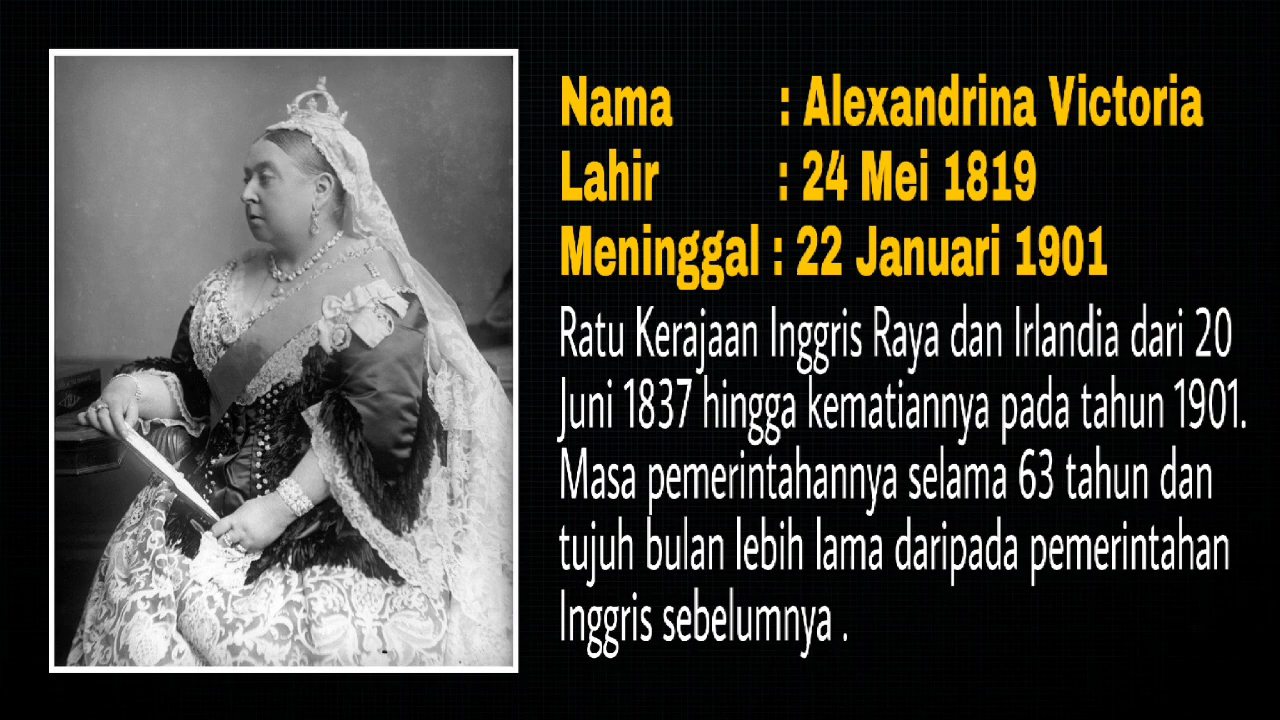 Nama : Alexandrina Victoria
Lahir : 24 Mei 1819
Meninggal : 22 Januari 1901
Ratu Kerajaan Inggris Raya dan Irlandia dari 20
Juni 1837 hingga kematiannya pada tahun 1901.
Masa pemerintahannya selama 63 tahun dan
tujuh bulan lebih lama daripada pemerintahan
Inggris sebelumnya .